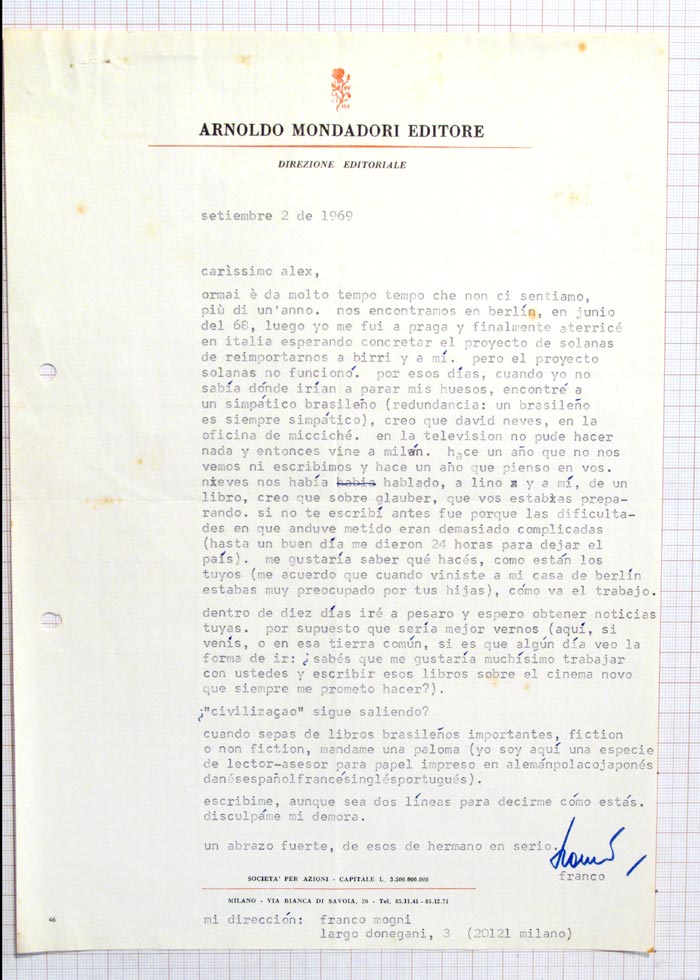 ARNOLDO MONDADORI EDITORE
DIREZIONE EDITORIALE
setiembre 2 de 1969
carìssimo alex,
ormai è da molto tempo tempo che non ci sentiamo,
più di un'anno. nos encontramos en berlín, en junio
del 68, luego yo me fui a praga y finalmente aterricé
en italia esperando concretar el proyecto de solanas
de reimportarnos a birri y a mí. pero el proyecto
solanas no funcionó. por esos días, cuando yo no
sabía dónde irían a parar mis huesos, encontré a
un simpático brasileño (redundancia: un brasileño
es siempre simpático), creo que david neves, en la
oficina de micciché. en la television no pude hacer
nada y entonces vine a milán. hace un año que no nos
vemos ni escribimos y hace un año que pienso en vos.
nieves nos había habia hablado, a lino x y a mí, de un
libro, creo que sobre glauber, que vos estabas prepa-
rando. si no te escribí antes fue porque las dificulta-
des en que anduve metido eran demasiado complicadas
(hasta un buen día me dieron 24 horas para dejar el
país). me gustaría saber qué hacés, como están los
tuyos (me acuerdo que cuando viniste a mi casa de berlín
estabas muy preocupado por tus hijas), cómo va el trabajo.
dentro de diez días iré a pesaro y espero obtener noticias
tuyas. por supuesto que sería mejor vernos (aquí, si
venís, o en esa tierra común, si es que algún día veo la
forma de ir: ¿sabés que me gustaría muchísimo trabajar
con ustedes y escribir esos libros sobre el cinema novo
que siempre me prometo hacer?).
¿"civilizaçao" sigue saliendo?
cuando sepas de libros brasileños importantes, fiction
o non fiction, mandame una paloma (yo soy aquí una especie
de lector-asesor para papel impreso en alemánpolacojaponés
danésespañolfrancésinglésportugués).
escribime, aunque sea dos líneas para decirme cómo estás.
disculpáme mi demora.
un abrazo fuerte, de esos de hermano en serio.
franco
franco
SOCIETA' PER AZIONI - CAPITALE L. 3.500.000.000
MILANO - VIA BIANCA DI SAVOIA, 20 - Tel. 85.11.41 - 85.12.71
46
mi dirección: franco mogni
largo donegani, 3 (20121 milano)